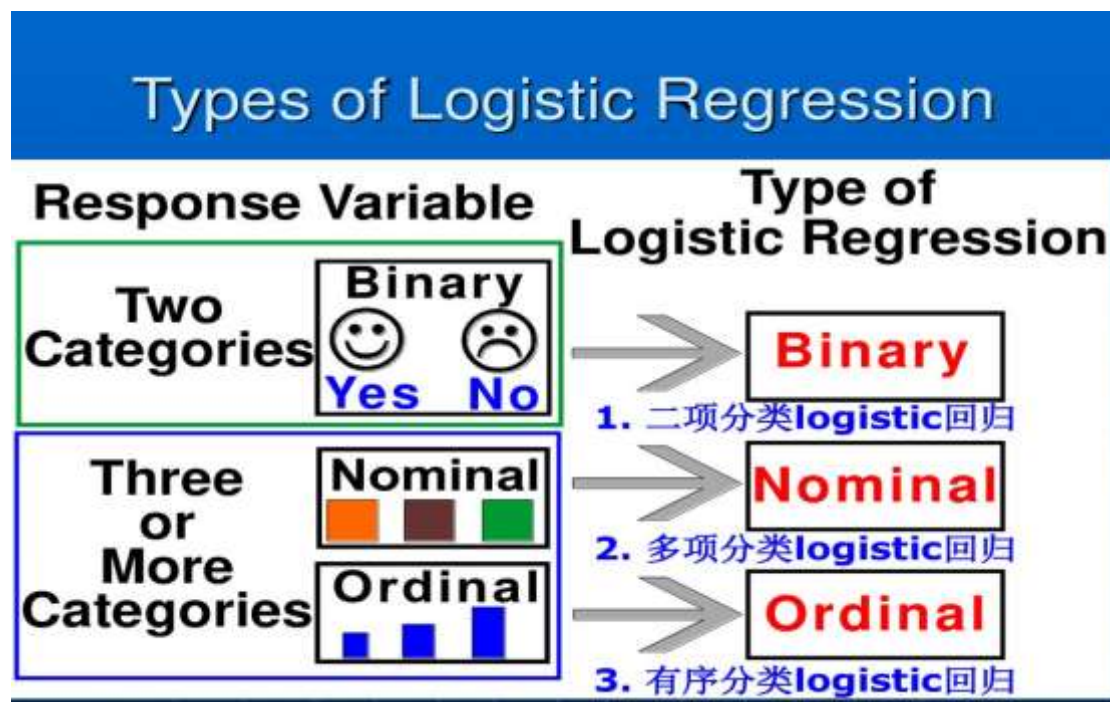 Types of Logistic Regression
Response Variable
Type of
Logistic Regression
Two
Categories
Binary
Yes No
Binary
1. 二项分类logistic回归
Three
or
More
Categories
Nominal
Nominal
2. 多项分类logistic回归
Ordinal
Ordinal
3. 有序分类logistic回归